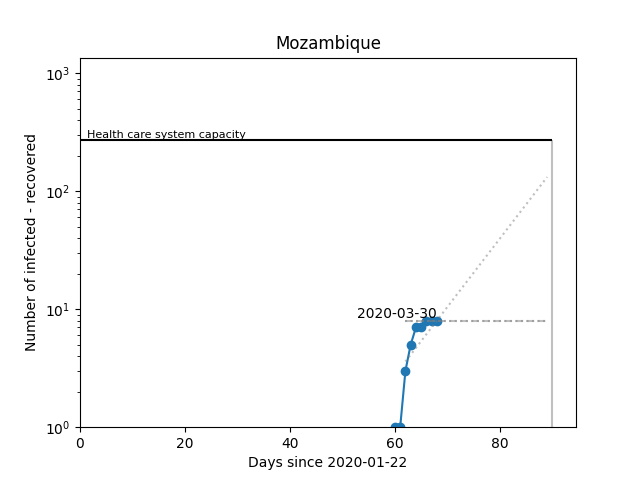 Mozambique
Number of infected - recovered
10³
10²
10¹
10⁰
Health care system capacity
2020-03-30
0
20
40
60
80
Days since 2020-01-22